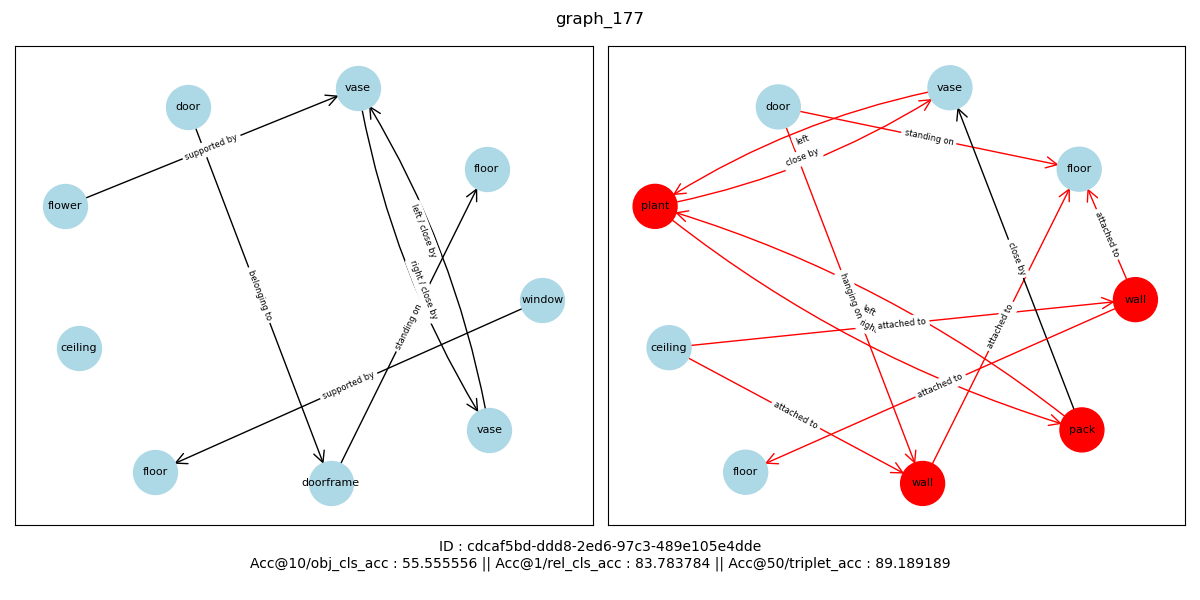 graph_177
door
vase
floor
flower
window
ceiling
vase
floor
doorframe
supported by
belonging to
left / close by
right / close by
standing on
supported by
door
vase
floor
plant
wall
ceiling
pack
floor
wall
left
close by
standing on
attached to
close by
hanging on
left
attached to
attached to
attached to
attached to
ID : cdcaf5bd-ddd8-2ed6-97c3-489e105e4dde
Acc@10/obj_cls_acc : 55.555556 || Acc@1/rel_cls_acc : 83.783784 || Acc@50/triplet_acc : 89.189189